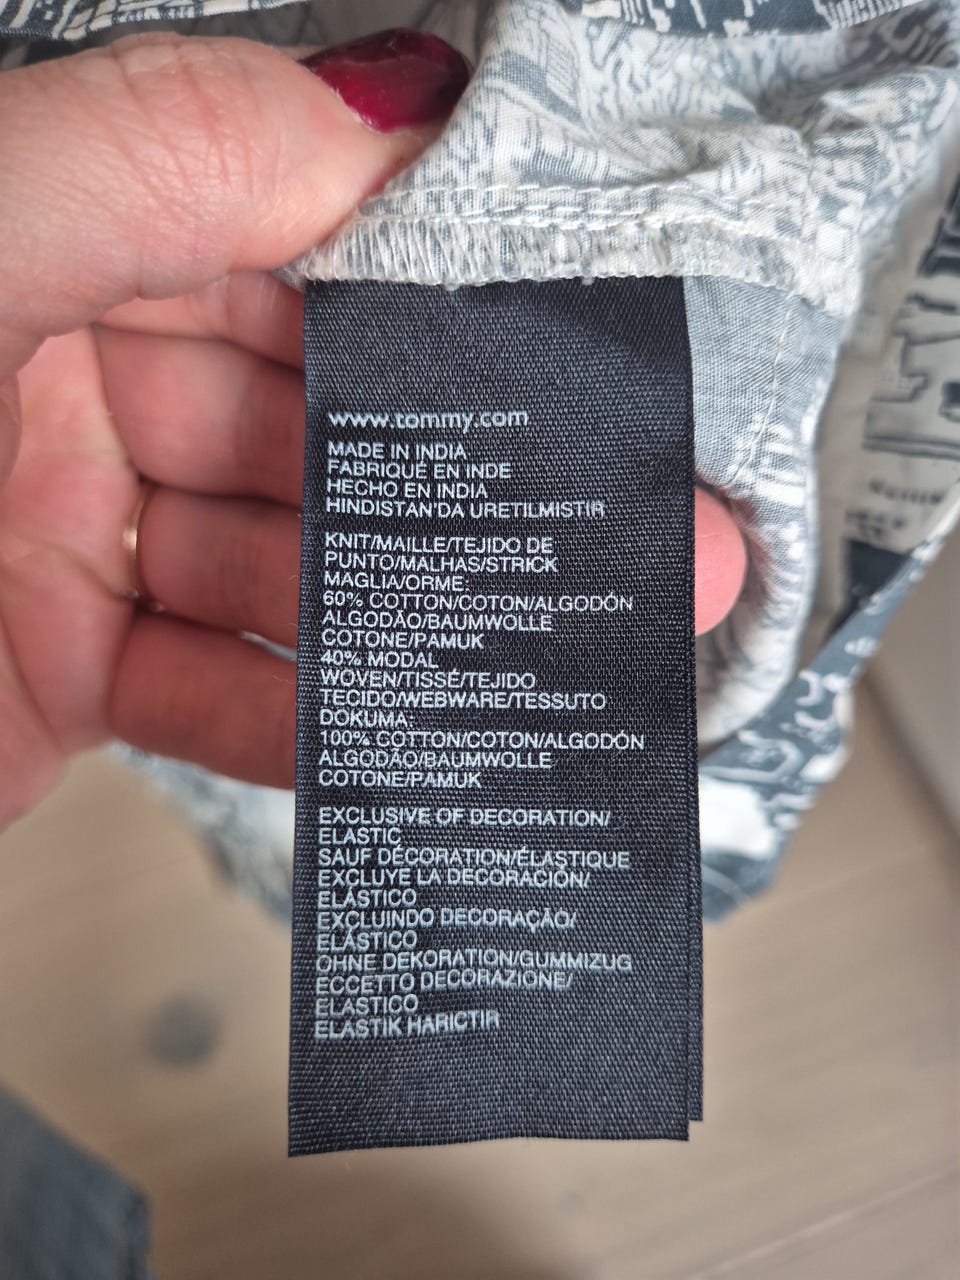 www.tommy.com
MADE IN INDIA
FABRIQUÉ EN INDE
HECHO EN INDIA
HINDISTAN'DA URETILMISTIR
KNIT/MAILLE/TEJIDO DE
PUNTO/MALHAS/STRICK
MAGLIA/ORME:
60% COTTON/COTON/ALGODÓN
ALGODÃO/BAUMWOLLE
COTONE/PAMUK
40% MODAL
WOVEN/TISSÉ/TEJIDO
TECIDO/WEBWARE/TESSUTO
DOKUMA:
100% COTTON/COTON/ALGODÓN
ALGODÃO/BAUMWOLLE
COTONE/PAMUK
EXCLUSIVE OF DECORATION/
ELASTIC
SAUF DÉCORATION/ÉLASTIQUE
EXCLUYE LA DECORACIÓN/
ELÁSTICO
EXCLUINDO DECORAÇÃO/
ELÁSTICO
OHNE DEKORATION/GUMMIZUG
ECCETTO DECORAZIONE/
ELASTICO
ELASTIK HARICTIR